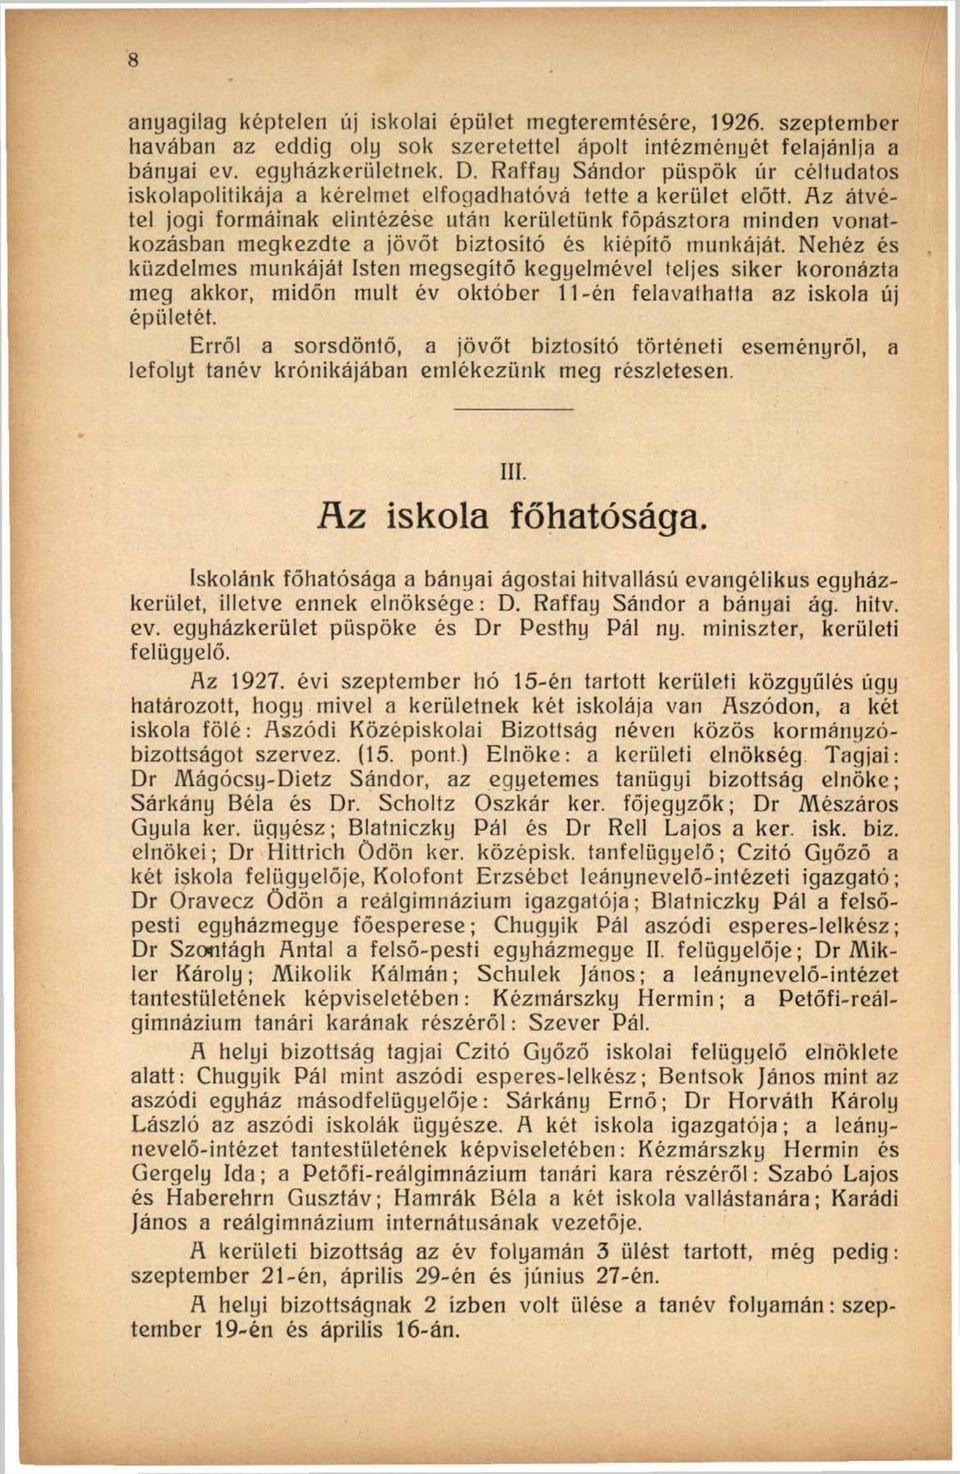 8
anyagilag képtelen új iskolai épület megteremtésére, 1926. szeptember
havában az eddig oly sok szeretettel ápolt intézményét felajánlja a
bányai ev. egyházkerületnek. D. Raffay Sándor püspök úr céltudatos
iskolapolitikája a kérelmet elfogadhatóvá tette a kerület előtt. Az átvé-
tel jogi formáinak elintézése után kerületünk főpásztora minden vonat-
kozásban megkezdte a jövőt biztosító és kiépítő munkáját. Nehéz és
küzdelmes munkáját Isten megsegítő kegyelmével teljes siker koronázta
meg akkor, midőn mult év október 11-én felavathatta az iskola új
épületét.
Erről a sorsdöntő, a jövőt biztosító történeti eseményről, a
lefolyt tanév krónikájában emlékezünk meg részletesen.
III.
Az iskola főhatósága.
Iskolánk főhatósága a bányai ágostai hitvallású evangélikus egyház-
kerület, illetve ennek elnöksége: D. Raffay Sándor a bányai ág. hitv.
ev. egyházkerület püspöke és Dr Pesthy Pál ny. miniszter, kerületi
felügyelő.
Az 1927. évi szeptember hó 15-én tartott kerületi közgyűlés úgy
határozott, hogy mivel a kerületnek két iskolája van Aszódon, a két
iskola fölé: Aszódi Középiskolai Bizottság néven közös kormányzó-
bizottságot szervez. (15. pont.) Elnöke: a kerületi elnökség. Tagjai:
Dr Mágócsy-Dietz Sándor, az egyetemes tanügyi bizottság elnöke;
Sárkány Béla és Dr. Scholtz Oszkár ker. főjegyzők; Dr Mészáros
Gyula ker. ügyész; Blatniczky Pál és Dr Rell Lajos a ker. isk. biz.
elnökei; Dr Hittrich Ödön ker. középisk. tanfelügyelő; Czitó Győző a
két iskola felügyelője, Kolofont Erzsébet leánynevelő-intézeti igazgató;
Dr Oravecz Ödön a reálgimnázium igazgatója; Blatniczky Pál a felső-
pesti egyházmegye főesperese; Chugyik Pál aszódi esperes-lelkész;
Dr Szontágh Antal a felső-pesti egyházmegye II. felügyelője; Dr Mik-
ler Károly; Mikolik Kálmán; Schulek János; a leánynevelő-intézet
tantestületének képviseletében: Kézmárszky Hermin; a Petőfi-reál-
gimnázium tanári karának részéről: Szever Pál.
A helyi bizottság tagjai Czitó Győző iskolai felügyelő elnöklete
alatt: Chugyik Pál mint aszódi esperes-lelkész; Bentsok János mint az
aszódi egyház másodfelügyelője: Sárkány Ernő; Dr Horváth Károly
László az aszódi iskolák ügyésze. A két iskola igazgatója; a leány-
nevelő-intézet tantestületének képviseletében: Kézmárszky Hermin és
Gergely Ida; a Petőfi-reálgimnázium tanári kara részéről: Szabó Lajos
és Haberehrn Gusztáv; Hamrák Béla a két iskola vallástanára; Karádi
János a reálgimnázium internátusának vezetője.
A kerületi bizottság az év folyamán 3 ülést tartott, még pedig:
szeptember 21-én, április 29-én és június 27-én.
A helyi bizottságnak 2 ízben volt ülése a tanév folyamán: szep-
tember 19-én és április 16-án.